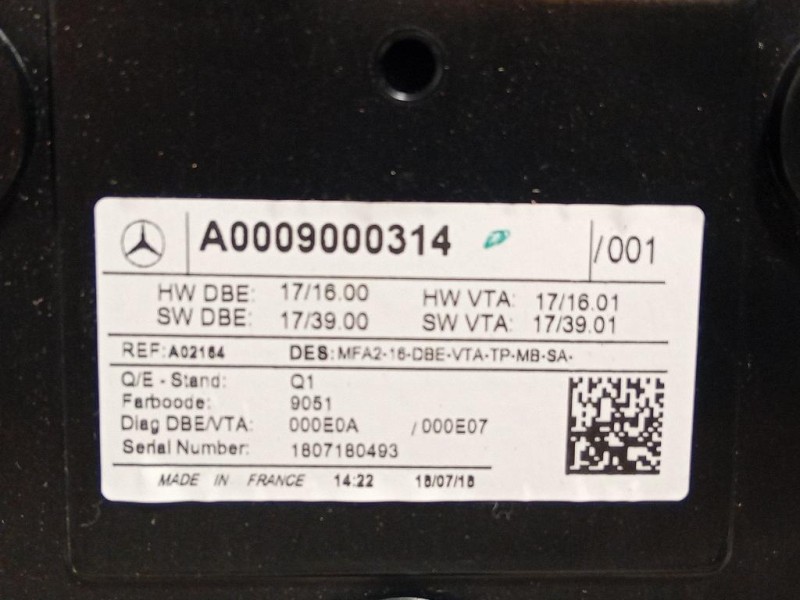 A0009000314 /001
HW DBE: 17/16.00 HW VTA: 17/16.01
SW DBE: 17/39.00 SW VTA: 17/39.01
REF: A02164 DES: MFA2-16-DBE-VTA-TP-MB-SA-
Q/E - Stand: Q1
Farbcode: 9051
Diag DBE/VTA: 000E0A /000E07
Serial Number: 1807180493
MADE IN FRANCE 14:22 18/07/18